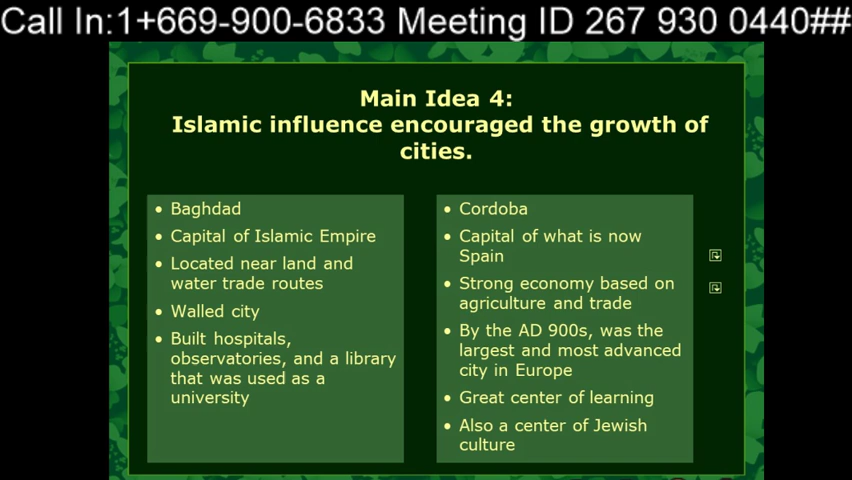 Call In:1+669-900-6833 Meeting ID 267 930 0440##
Main Idea 4:
Islamic influence encouraged the growth of
cities.
• Baghdad
• Capital of Islamic Empire
• Located near land and
water trade routes
• Walled city
• Built hospitals,
observatories, and a library
that was used as a
university
• Cordoba
• Capital of what is now
Spain
• Strong economy based on
agriculture and trade
• By the AD 900s, was the
largest and most advanced
city in Europe
• Great center of learning
• Also a center of Jewish
culture